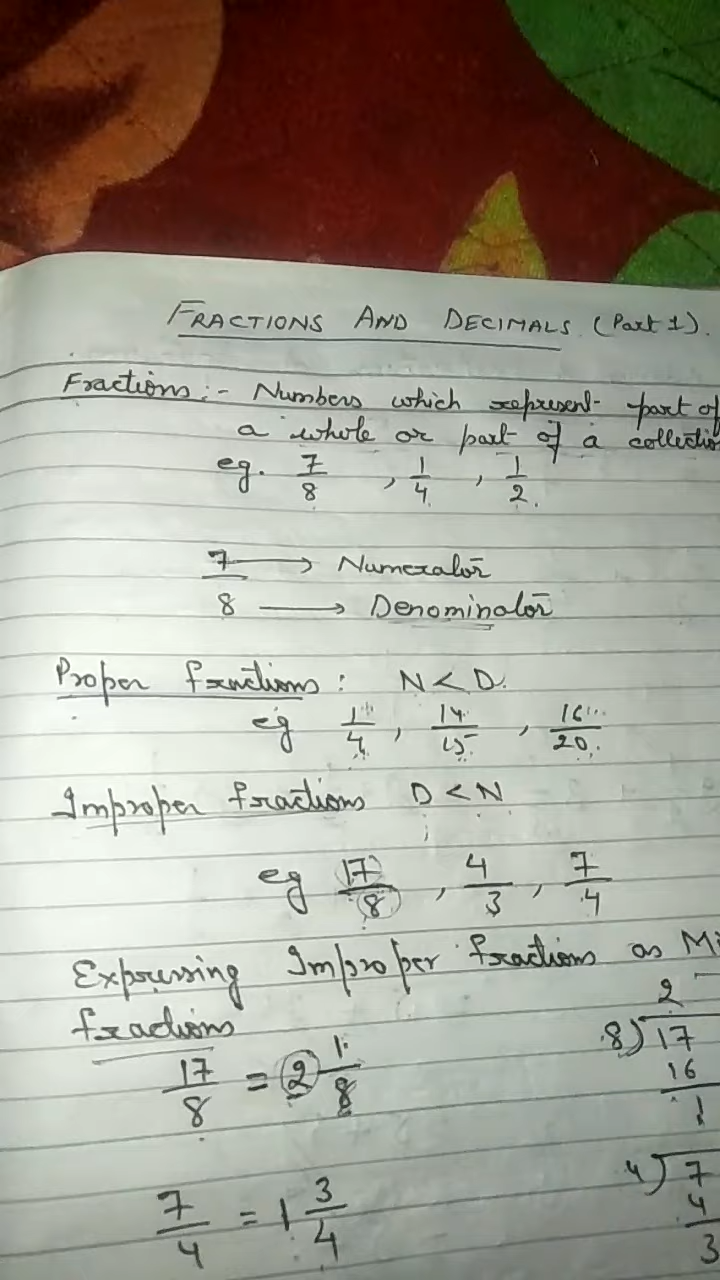 FRACTIONS AND DECIMALS (Part 1).
Fractions :- Numbers which represent part of
a whole or part of a collectio
eg. 7/8 , 1/4 , 1/2.
7 → Numerator
8 → Denominator
Proper fractions : N < D.
eg 1/4 , 14/15 , 16/20.
Improper fractions D < N
eg 17/8 , 4/3 , 7/4
Expressing Improper fractions as Mi
fractions
17/8 = 2 1/8
2
8) 17
16
1
7/4 = 1 3/4
4) 7
4
3